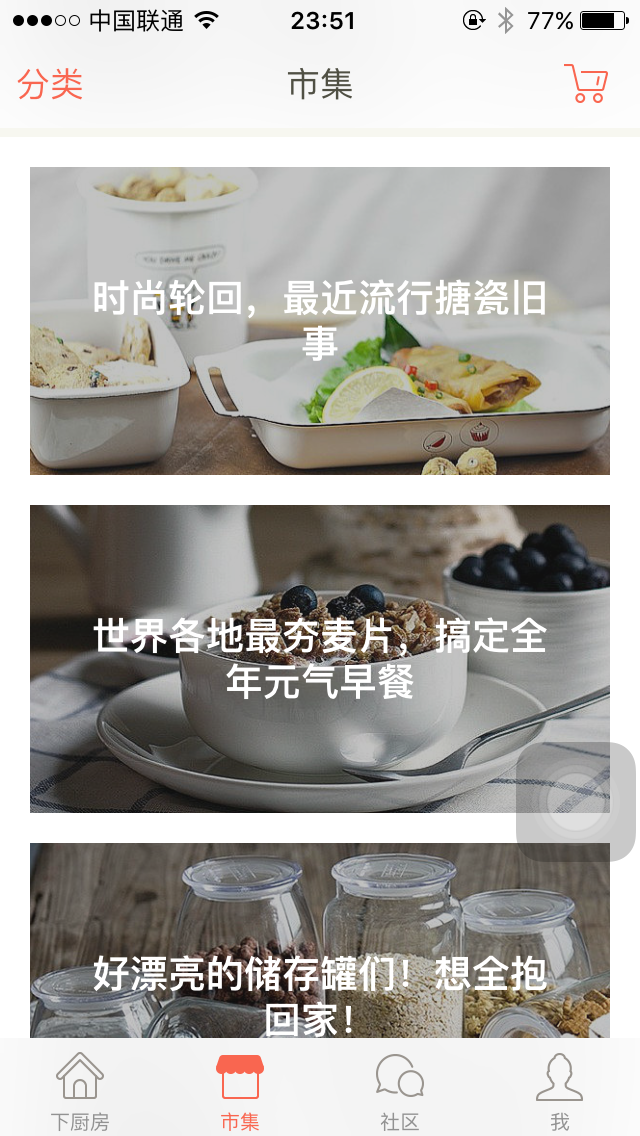 中国联通
23:51
77%
分类
市集
时尚轮回，最近流行搪瓷旧
事
世界各地最夯麦片，搞定全
年元气早餐
好漂亮的储存罐们！想全抱
回家！
下厨房
市集
社区
我